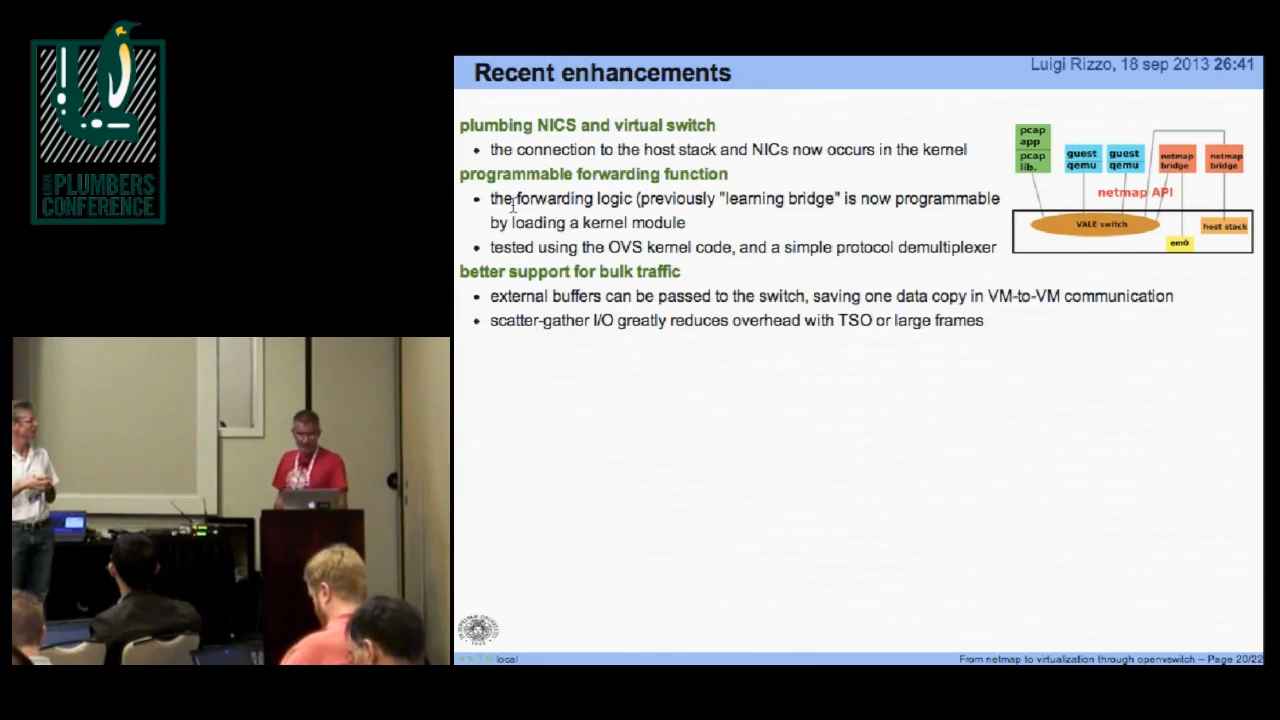 LINUX
PLUMBERS
CONFERENCE
Recent enhancements
Luigi Rizzo, 18 sep 2013 26:41
plumbing NICS and virtual switch
• the connection to the host stack and NICs now occurs in the kernel
programmable forwarding function
• the forwarding logic (previously "learning bridge" is now programmable
by loading a kernel module
• tested using the OVS kernel code, and a simple protocol demultiplexer
better support for bulk traffic
• external buffers can be passed to the switch, saving one data copy in VM-to-VM communication
• scatter-gather I/O greatly reduces overhead with TSO or large frames
pcap
app
pcap
lib.
guest
qemu
guest
qemu
netmap
bridge
netmap
bridge
netmap API
VALE switch
host stack
em0
local
From netmap to virtualization through openvswitch – Page 20/22